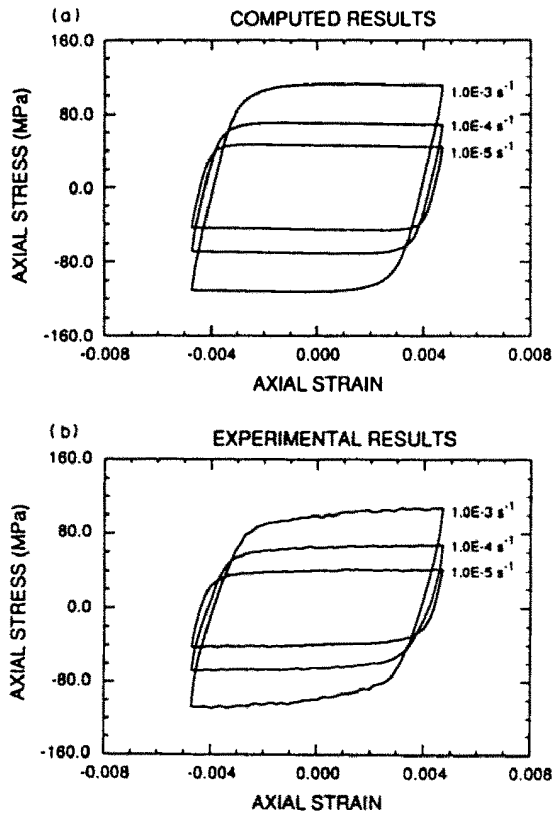 (a) COMPUTED RESULTS
160.0
80.0
0.0
-80.0
-160.0
AXIAL STRESS (MPa)
1.0E-3 s⁻¹
1.0E-4 s⁻¹
1.0E-5 s⁻¹
-0.008 -0.004 0.000 0.004 0.008
AXIAL STRAIN
(b) EXPERIMENTAL RESULTS
160.0
80.0
0.0
-80.0
-160.0
AXIAL STRESS (MPa)
1.0E-3 s⁻¹
1.0E-4 s⁻¹
1.0E-5 s⁻¹
-0.008 -0.004 0.000 0.004 0.008
AXIAL STRAIN